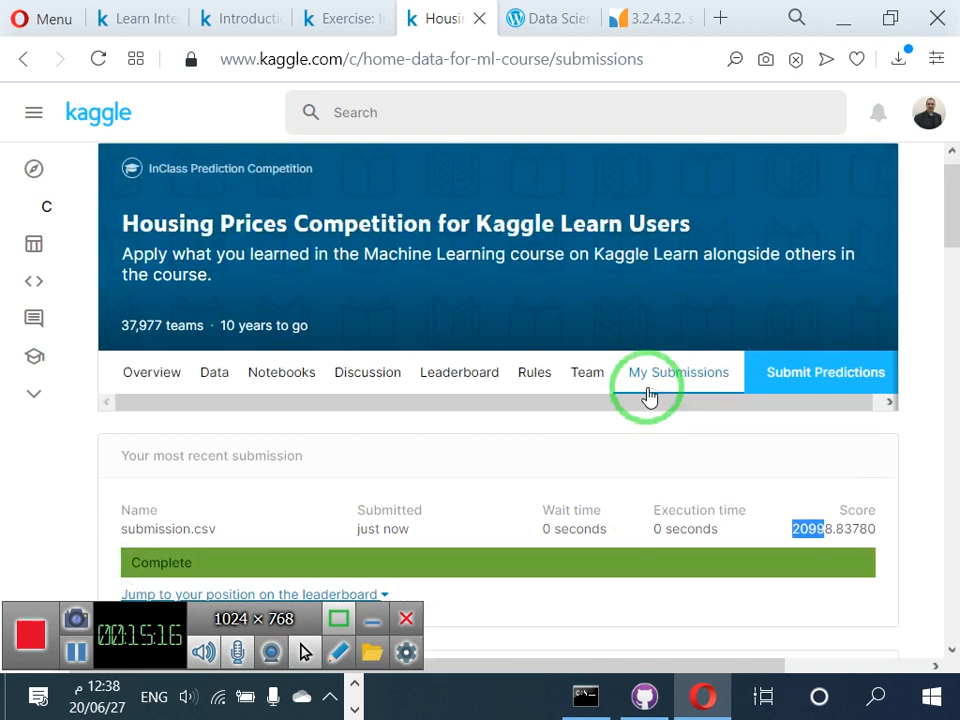 Menu
Learn Inte
Introducti
Exercise: I
Housi
Data Scien
3.2.4.3.2. s
www.kaggle.com/c/home-data-for-ml-course/submissions
kaggle
Search
InClass Prediction Competition
C
Housing Prices Competition for Kaggle Learn Users
Apply what you learned in the Machine Learning course on Kaggle Learn alongside others in
the course.
37,977 teams · 10 years to go
Overview Data Notebooks Discussion Leaderboard Rules Team My Submissions Submit Predictions
Your most recent submission
Name Submitted Wait time Execution time Score
submission.csv just now 0 seconds 0 seconds 20998.83780
Complete
Jump to your position on the leaderboard
00:15:16
1024 × 768
ENG
12:38 م
20/06/27